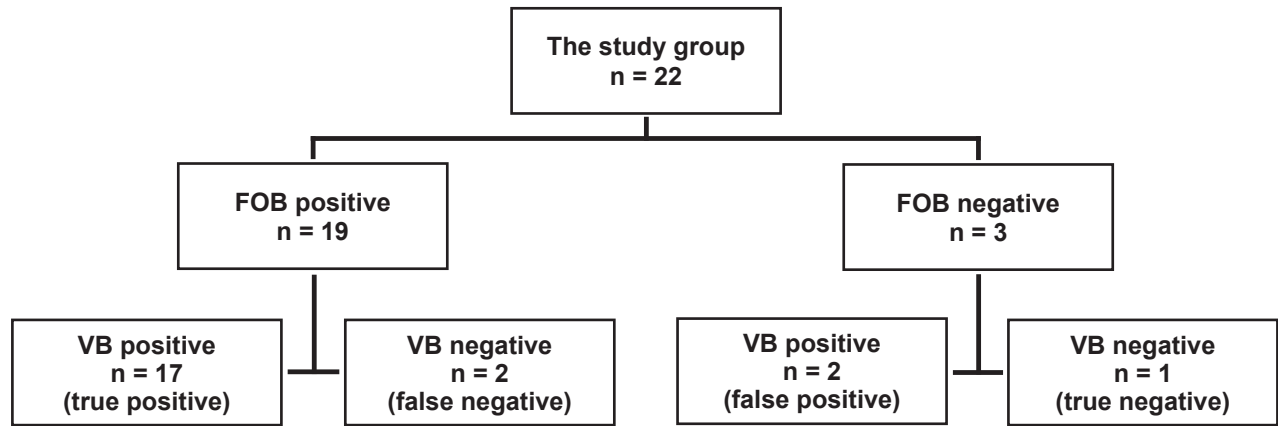 The study group
n = 22
FOB positive
n = 19
FOB negative
n = 3
VB positive
n = 17
(true positive)
VB negative
n = 2
(false negative)
VB positive
n = 2
(false positive)
VB negative
n = 1
(true negative)